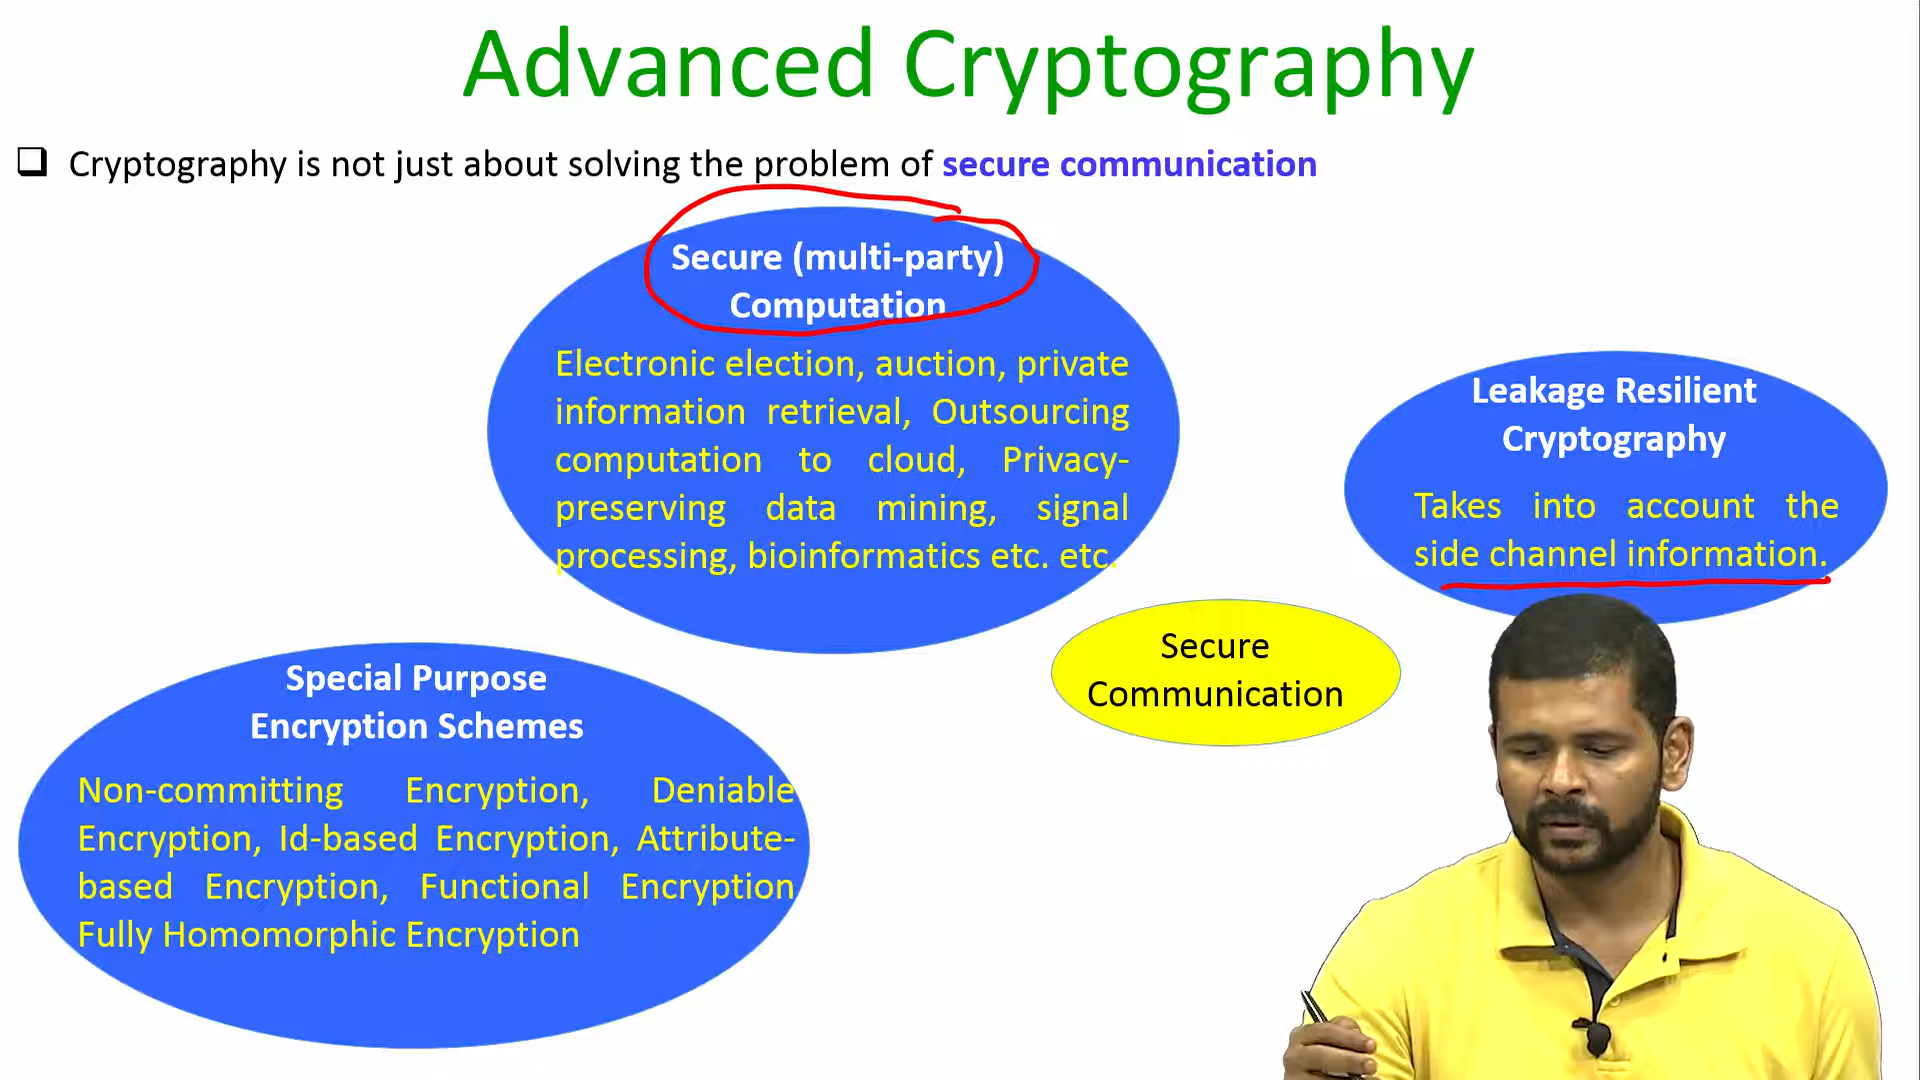 Advanced Cryptography
Cryptography is not just about solving the problem of secure communication
Secure (multi-party)
Computation
Electronic election, auction, private
information retrieval, Outsourcing
computation to cloud, Privacy-
preserving data mining, signal
processing, bioinformatics etc. etc.
Leakage Resilient
Cryptography
Takes into account the
side channel information.
Secure
Communication
Special Purpose
Encryption Schemes
Non-committing Encryption, Deniable
Encryption, Id-based Encryption, Attribute-
based Encryption, Functional Encryption
Fully Homomorphic Encryption